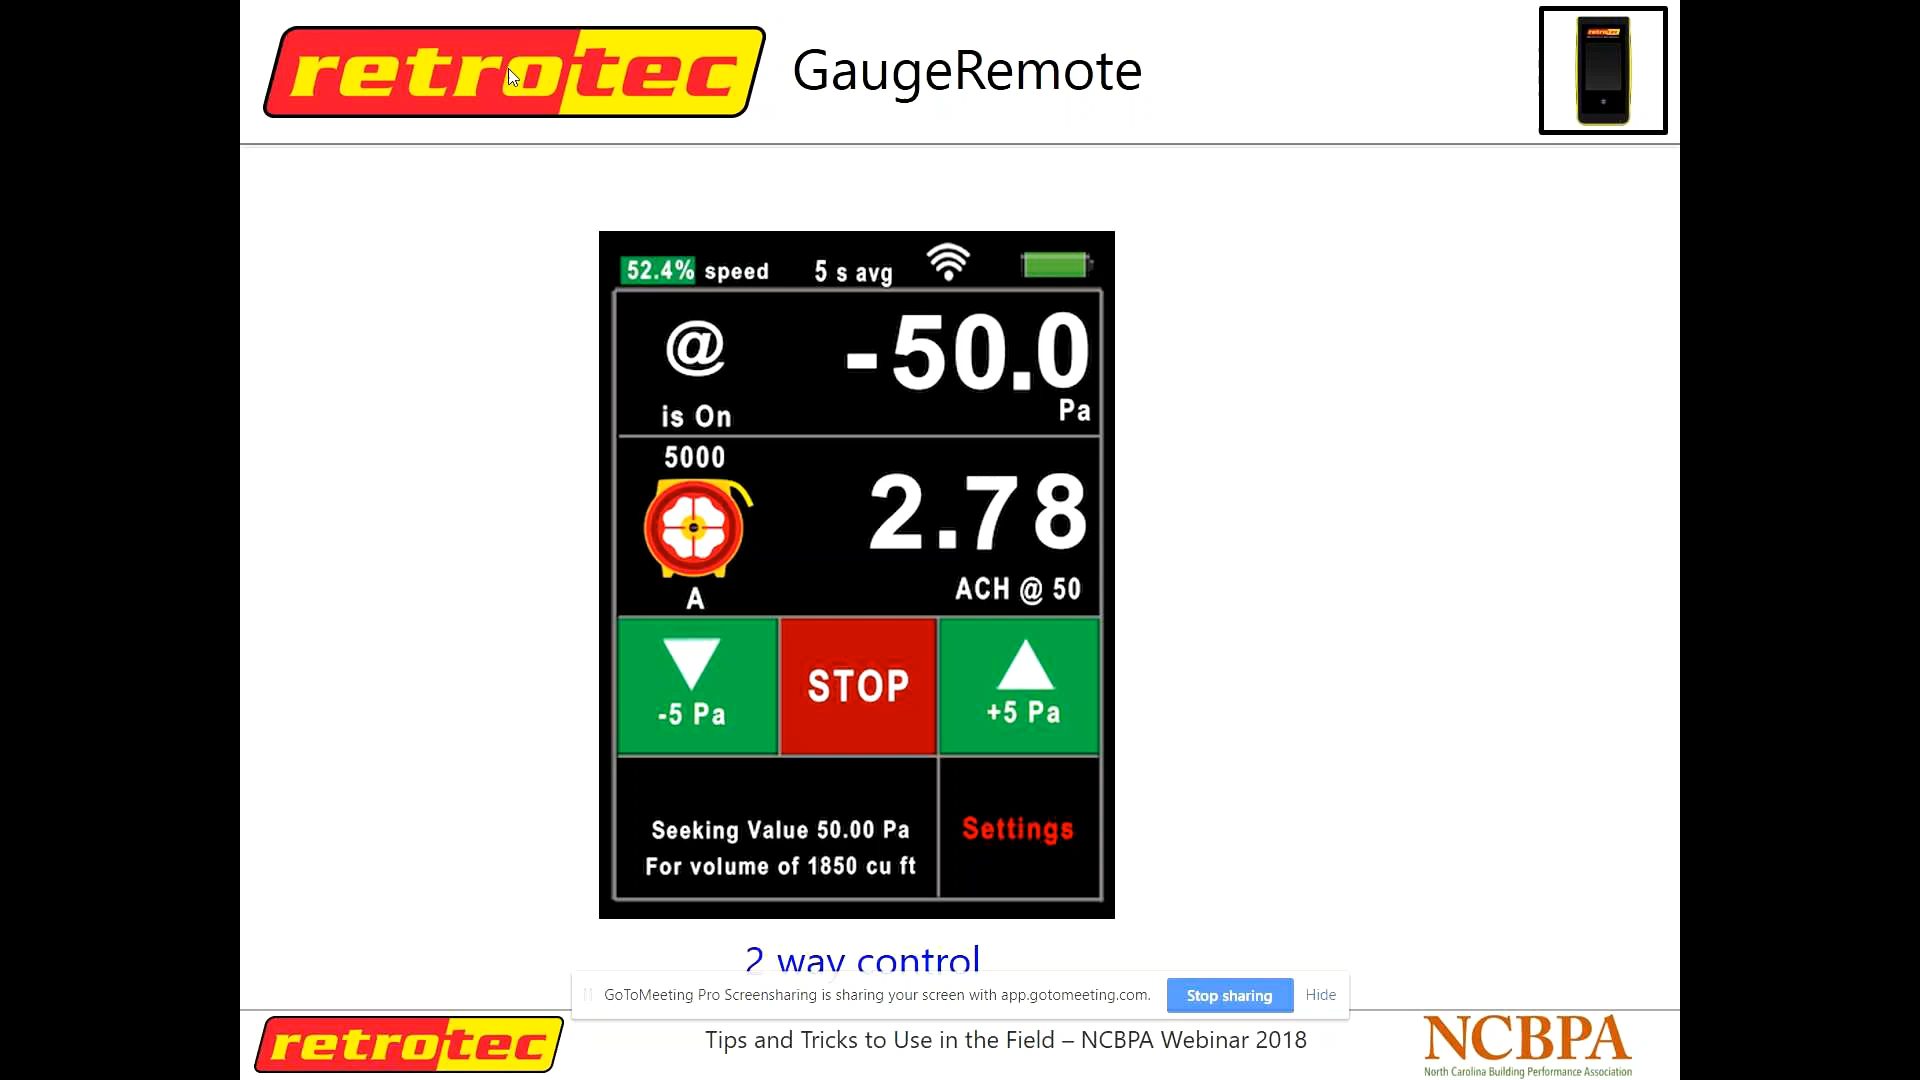 retrotec
GaugeRemote
retrotec
52.4% speed
5 s avg
@
-50.0
is On
Pa
5000
2.78
A
ACH @ 50
-5 Pa
STOP
+5 Pa
Seeking Value 50.00 Pa
For volume of 1850 cu ft
Settings
2 way control
GoToMeeting Pro Screensharing is sharing your screen with app.gotomeeting.com.
Stop sharing
Hide
retrotec
Tips and Tricks to Use in the Field – NCBPA Webinar 2018
NCBPA
North Carolina Building Performance Association